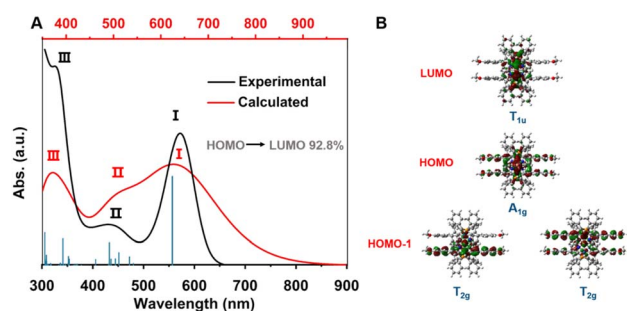 A
300 400 500 600 700 800 900
III
Experimental
Calculated
I
HOMO → LUMO 92.8%
III
II
I
II
Abs. (a.u.)
300 400 500 600 700 800 900
Wavelength (nm)
B
LUMO
T1u
HOMO
A1g
HOMO-1
T2g T2g